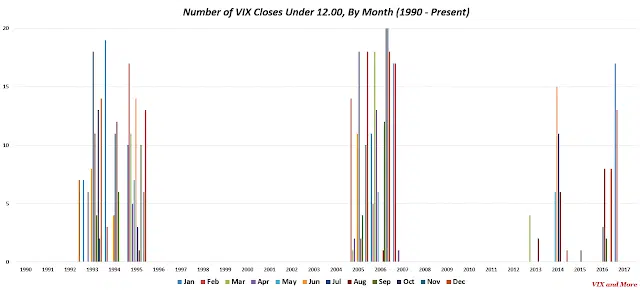 Number of VIX Closes Under 12.00, By Month (1990 - Present)
20
15
10
5
0
1990 1991 1992 1993 1994 1995 1996 1997 1998 1999 2000 2001 2002 2003 2004 2005 2006 2007 2008 2009 2010 2011 2012 2013 2014 2015 2016 2017
Jan Feb Mar Apr May Jun Jul Aug Sep Oct Nov Dec
VIX and More